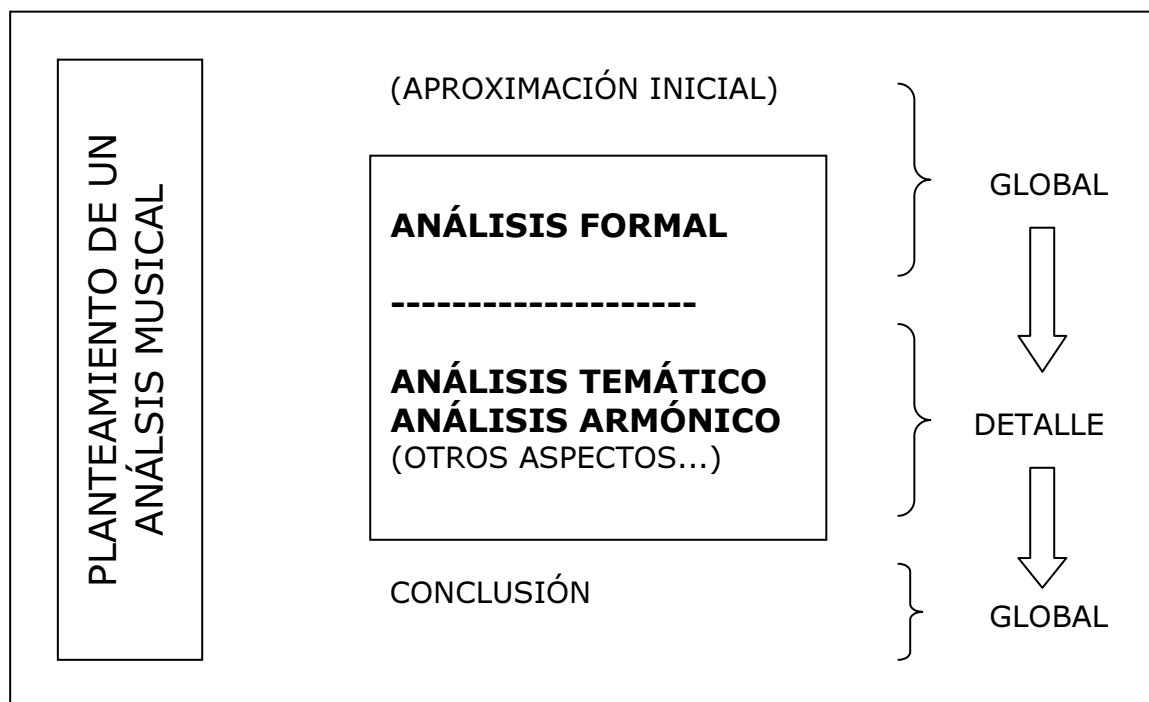 PLANTEAMIENTO DE UN
ANÁLSIS MUSICAL
(APROXIMACIÓN INICIAL)
ANÁLISIS FORMAL
--------------------
ANÁLISIS TEMÁTICO
ANÁLISIS ARMÓNICO
(OTROS ASPECTOS...)
CONCLUSIÓN
GLOBAL
DETALLE
GLOBAL